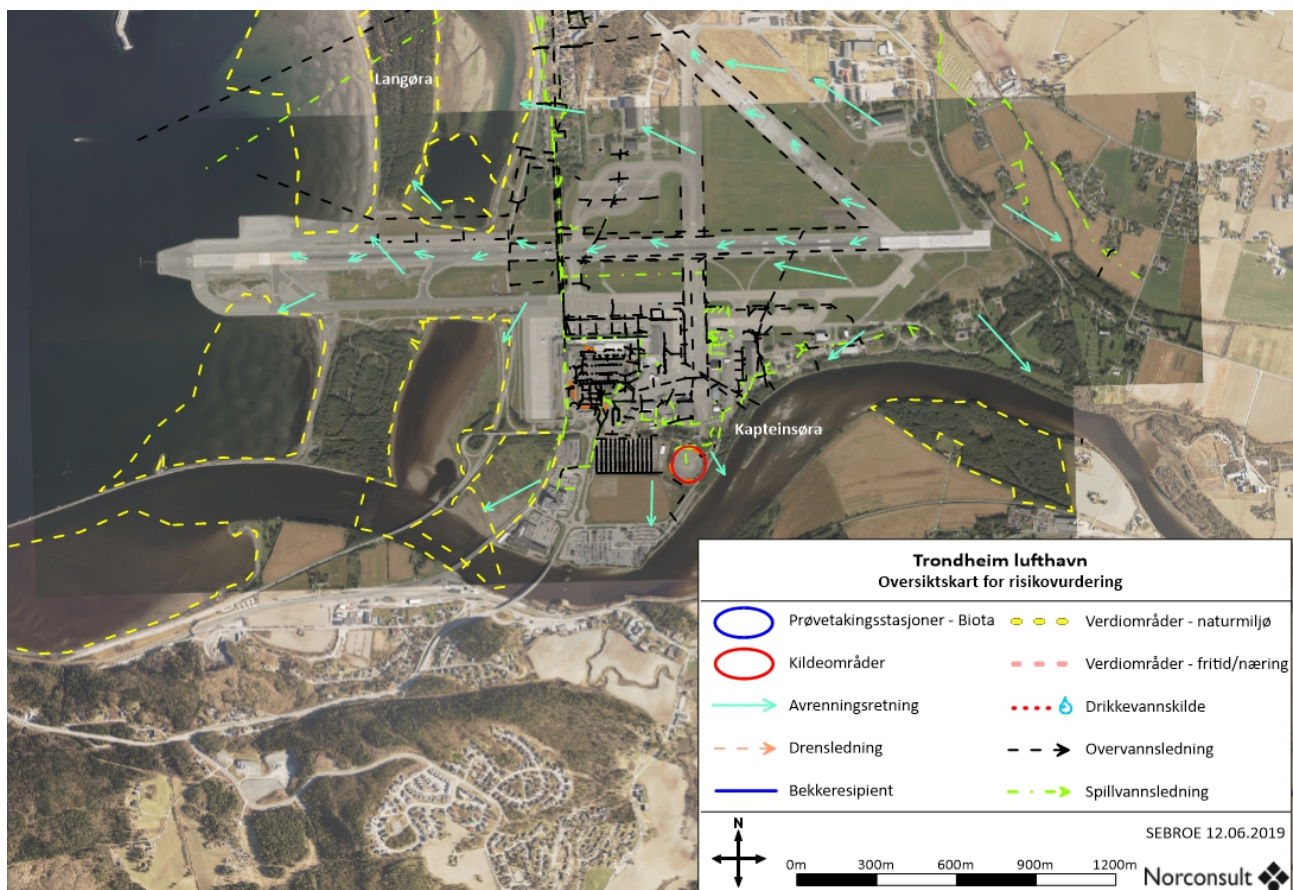 Langøra
Kapteinsøra
Trondheim lufthavn
Oversiktskart for risikovurdering
Prøvetakingsstasjoner - Biota
Verdiområder - naturmiljø
Kildeområder
Verdiområder - fritid/næring
Avrenningsretning
Drikkevannskilde
Drensledning
Overvannsledning
Bekkeresipient
Spillvannsledning
N
SEBROE 12.06.2019
0m 300m 600m 900m 1200m
Norconsult